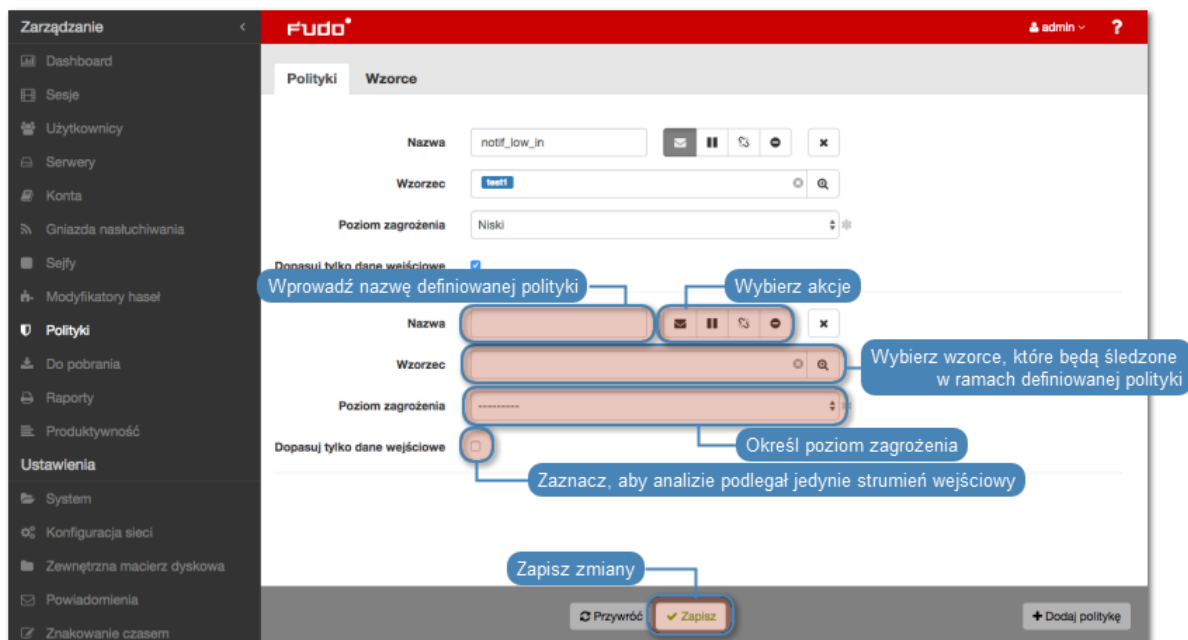 Zarządzanie
Fudo
admin
?
Dashboard
Sesje
Użytkownicy
Serwery
Konta
Gniazda nasłuchiwania
Sejfy
Modyfikatory haseł
Polityki
Do pobrania
Raporty
Produktywność
Ustawienia
System
Konfiguracja sieci
Zewnętrzna macierz dyskowa
Powiadomienia
Znakowanie czasem
Polityki Wzorce
Nazwa notif_low_in
Wzorzec test1
Poziom zagrożenia Niski
Dopasuj tylko dane wejściowe
Wprowadź nazwę definiowanej polityki
Wybierz akcje
Nazwa
Wzorzec
Wybierz wzorce, które będą śledzone
w ramach definiowanej polityki
Poziom zagrożenia ---------
Określ poziom zagrożenia
Dopasuj tylko dane wejściowe
Zaznacz, aby analizie podlegał jedynie strumień wejściowy
Zapisz zmiany
Przywróć
Zapisz
Dodaj politykę